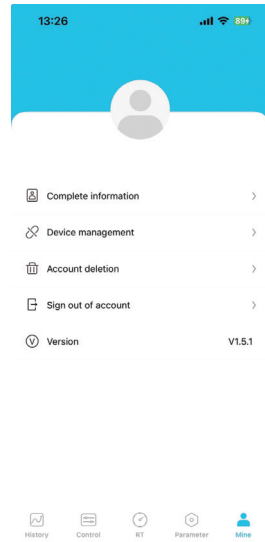 13:26 89
Complete information
Device management
Account deletion
Sign out of account
V Version V1.5.1
History Control RT Parameter Mine